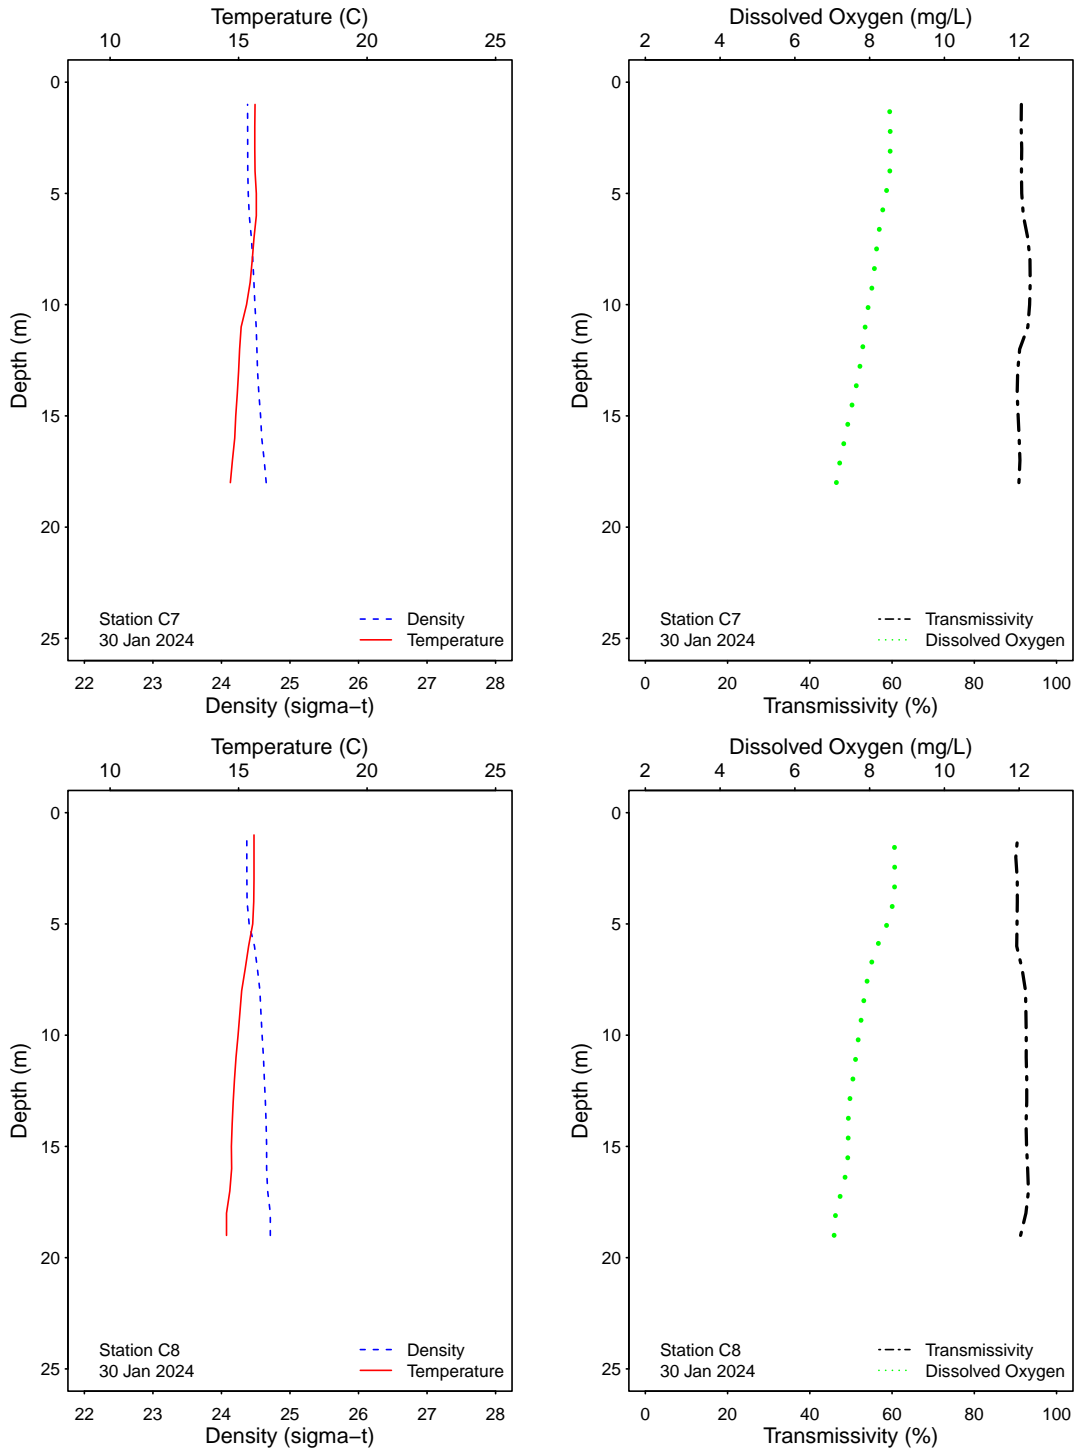 Temperature (C)
10 15 20 25
0
5
10
15
20
25
Depth (m)
Station C7
30 Jan 2024
Density
Temperature
22 23 24 25 26 27 28
Density (sigma−t)
Dissolved Oxygen (mg/L)
2 4 6 8 10 12
0
5
10
15
20
25
Depth (m)
Station C7
30 Jan 2024
Transmissivity
Dissolved Oxygen
0 20 40 60 80 100
Transmissivity (%)
Temperature (C)
10 15 20 25
0
5
10
15
20
25
Depth (m)
Station C8
30 Jan 2024
Density
Temperature
22 23 24 25 26 27 28
Density (sigma−t)
Dissolved Oxygen (mg/L)
2 4 6 8 10 12
0
5
10
15
20
25
Depth (m)
Station C8
30 Jan 2024
Transmissivity
Dissolved Oxygen
0 20 40 60 80 100
Transmissivity (%)